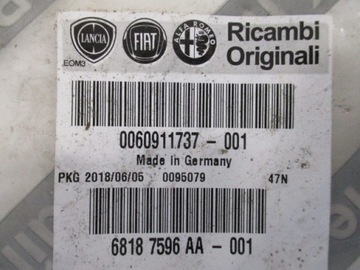 LANCIA FIAT ALFA ROMEO
Ricambi
Originali
EOM3
0060911737 - 001
Made in Germany
PKG 2018/06/05 0095079 47N
6818 7596 AA - 001